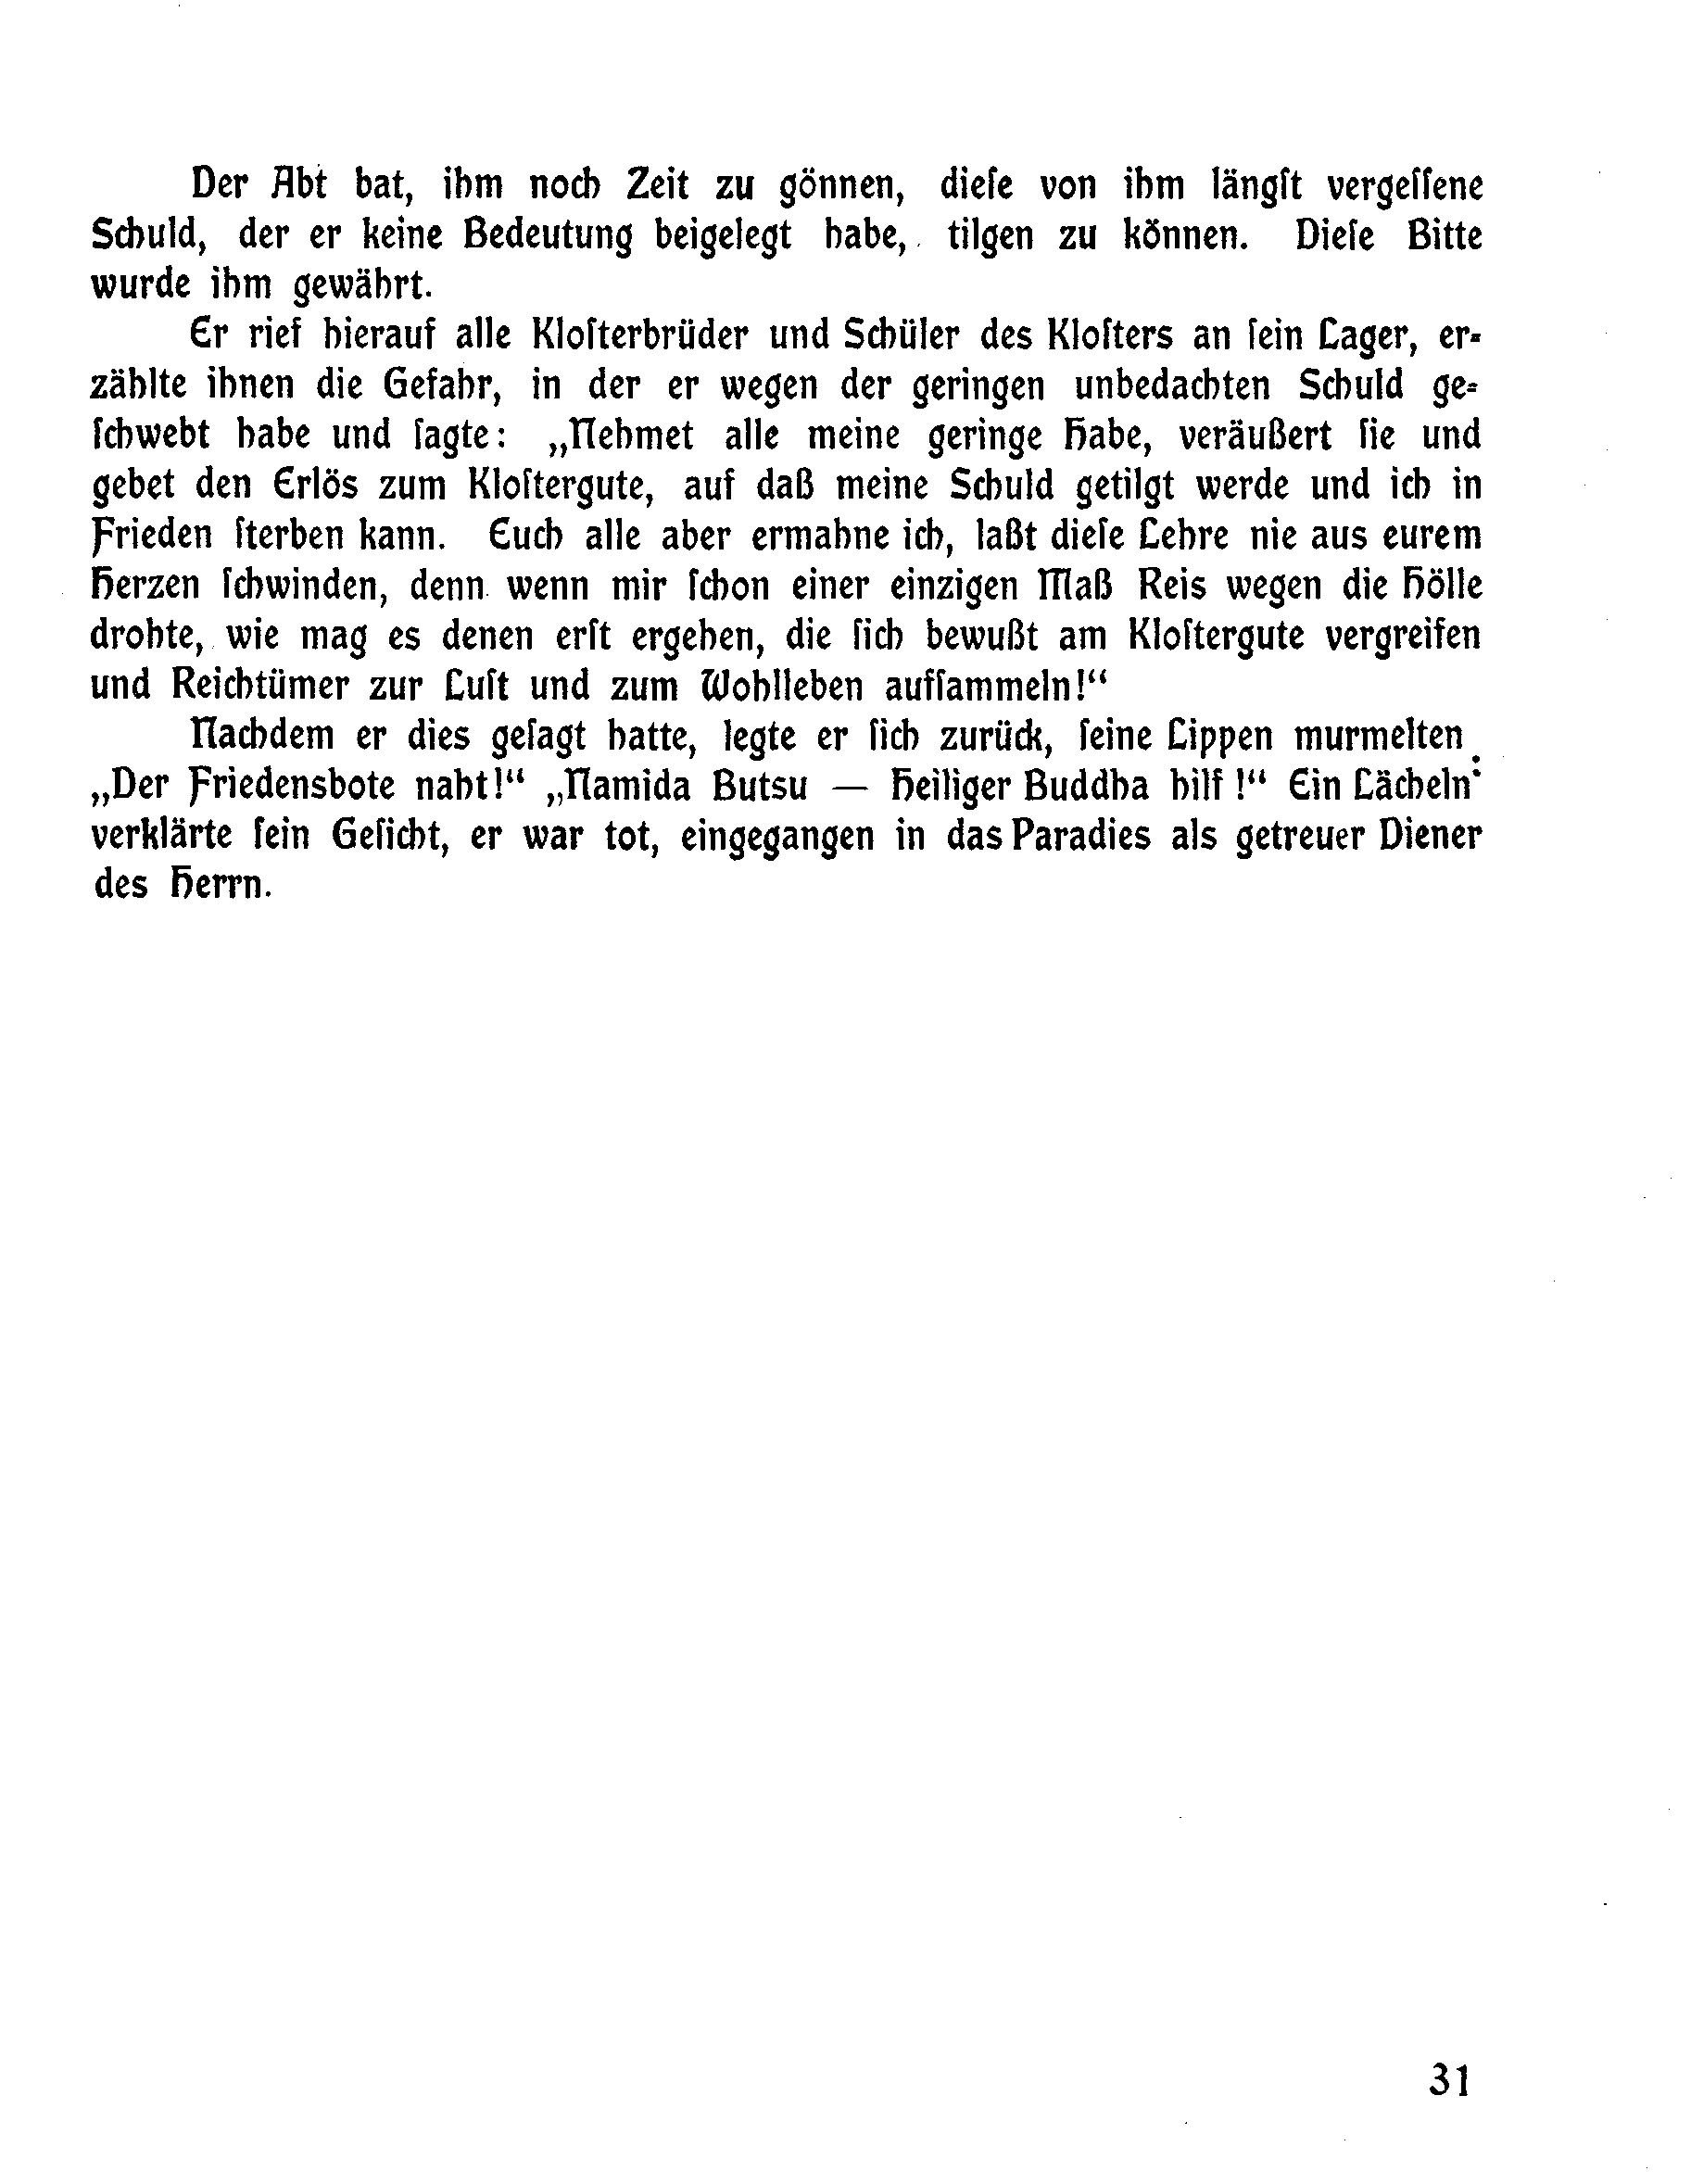 Der Abt bat, ihm noch Zeit zu gönnen, dieſe von ihm längſt vergeſſene
Schuld, der er keine Bedeutung beigelegt habe, tilgen zu können. Dieſe Bitte
wurde ihm gewährt.
Er rief hierauf alle Kloſterbrüder und Schüler des Kloſters an ſein Lager, er-
zählte ihnen die Gefahr, in der er wegen der geringen unbedachten Schuld ge-
ſchwebt habe und ſagte: „Nehmet alle meine geringe Habe, veräußert ſie und
gebet den Erlös zum Kloſtergute, auf daß meine Schuld getilgt werde und ich in
Frieden ſterben kann. Euch alle aber ermahne ich, laßt dieſe Lehre nie aus eurem
Herzen ſchwinden, denn wenn mir ſchon einer einzigen Maß Reis wegen die Hölle
drohte, wie mag es denen erſt ergehen, die ſich bewußt am Kloſtergute vergreifen
und Reichtümer zur Luſt und zum Wohlleben aufſammeln!“
Nachdem er dies geſagt hatte, legte er ſich zurück, ſeine Lippen murmelten
„Der Friedensbote naht!“ „Namida Butsu — Heiliger Buddha hilf!“ Ein Lächeln
verklärte ſein Geſicht, er war tot, eingegangen in das Paradies als getreuer Diener
des Herrn.
31